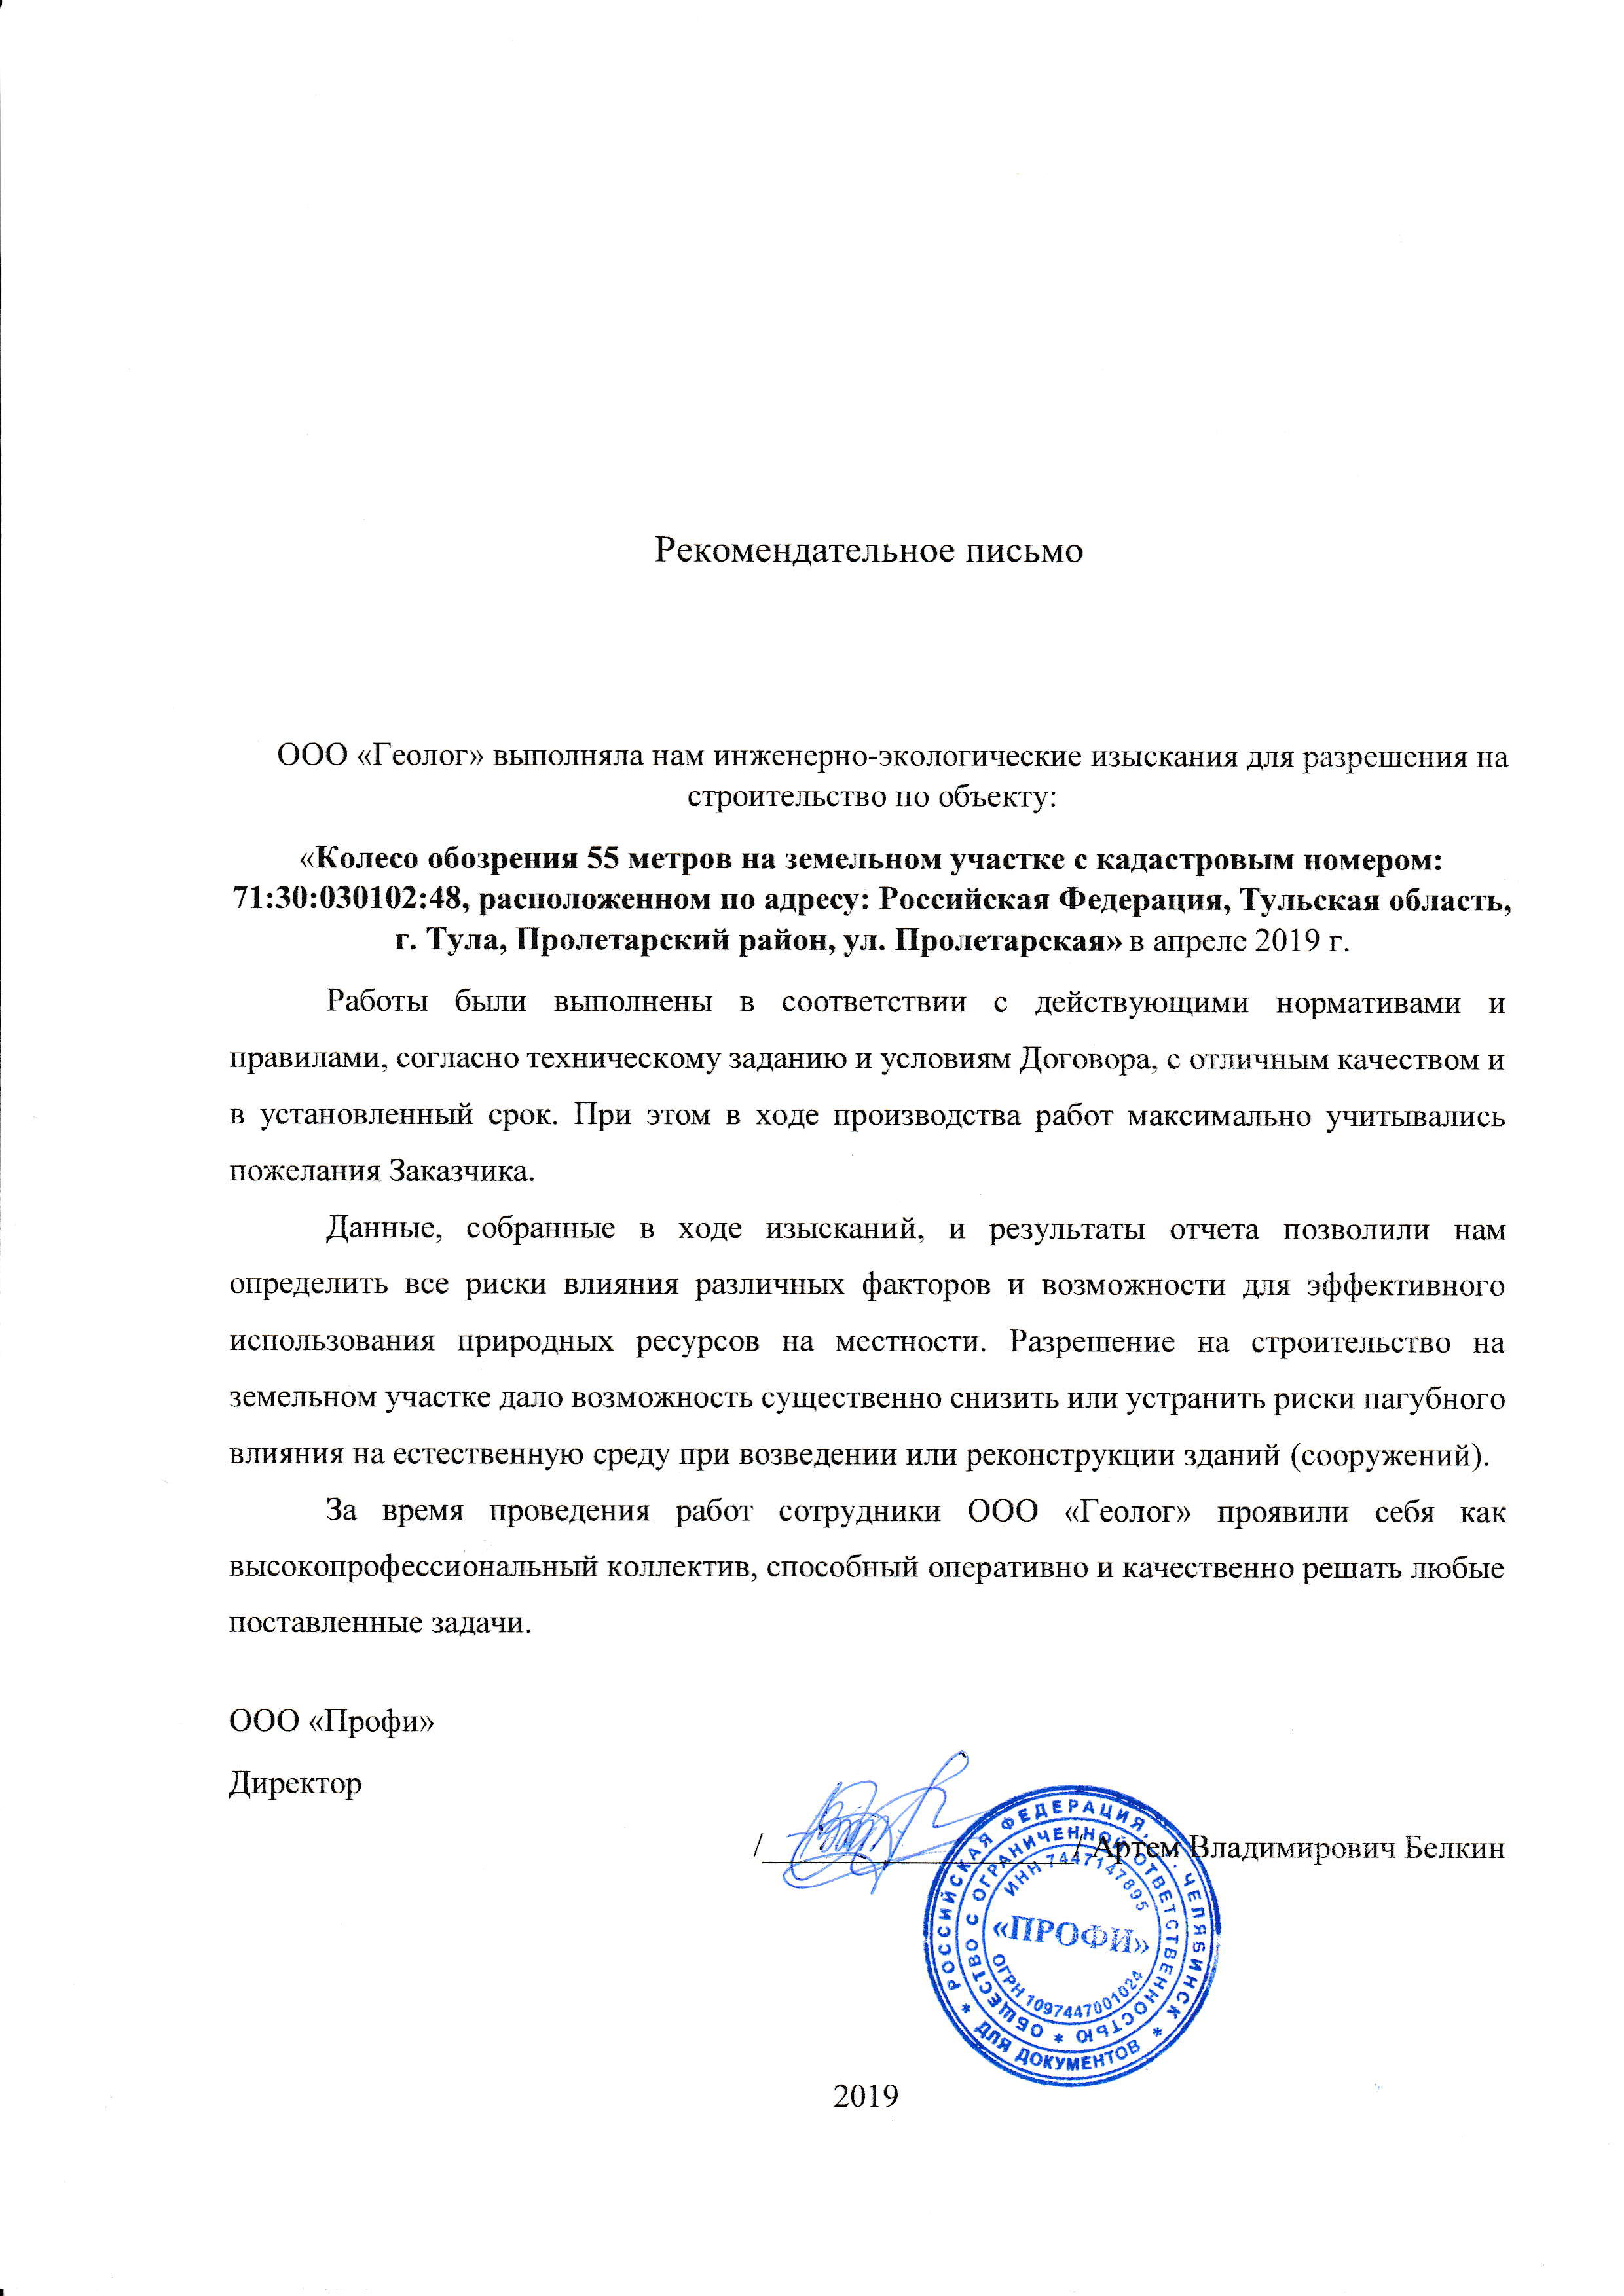 Рекомендательное письмо
ООО «Геолог» выполняла нам инженерно-экологические изыскания для разрешения на
строительство по объекту:
«Колесо обозрения 55 метров на земельном участке с кадастровым номером:
71:30:030102:48, расположенном по адресу: Российская Федерация, Тульская область,
г. Тула, Пролетарский район, ул. Пролетарская» в апреле 2019 г.
Работы были выполнены в соответствии с действующими нормативами и
правилами, согласно техническому заданию и условиям Договора, с отличным качеством и
в установленный срок. При этом в ходе производства работ максимально учитывались
пожелания Заказчика.
Данные, собранные в ходе изысканий, и результаты отчета позволили нам
определить все риски влияния различных факторов и возможности для эффективного
использования природных ресурсов на местности. Разрешение на строительство на
земельном участке дало возможность существенно снизить или устранить риски пагубного
влияния на естественную среду при возведении или реконструкции зданий (сооружений).
За время проведения работ сотрудники ООО «Геолог» проявили себя как
высокопрофессиональный коллектив, способный оперативно и качественно решать любые
поставленные задачи.
ООО «Профи»
Директор
/ / Артем Владимирович Белкин
* РОССИЙСКАЯ ФЕДЕРАЦИЯ, г. ЧЕЛЯБИНСК *
ДЛЯ ДОКУМЕНТОВ
* ОБЩЕСТВО С ОГРАНИЧЕННОЙ ОТВЕТСТВЕННОСТЬЮ
ИНН 7447147895
«ПРОФИ»
ОГРН 1097447001024
2019